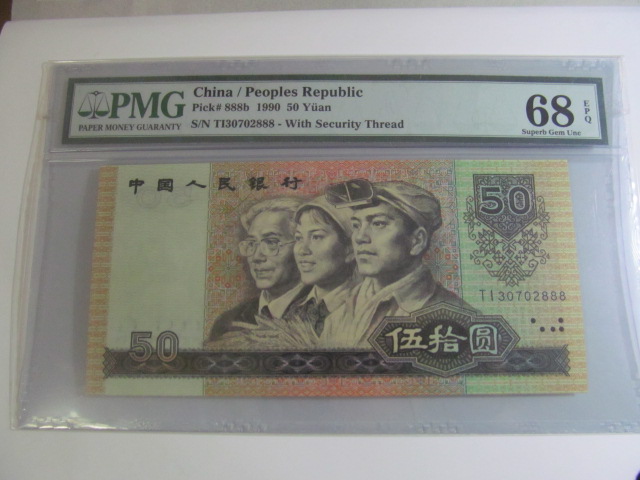 PMG
PAPER MONEY GUARANTY
China / Peoples Republic
Pick# 888b 1990 50 Yüan
S/N TI30702888 - With Security Thread
68 EPQ
Superb Gem Unc
中国人民银行
50
TI30702888
50
伍拾圆